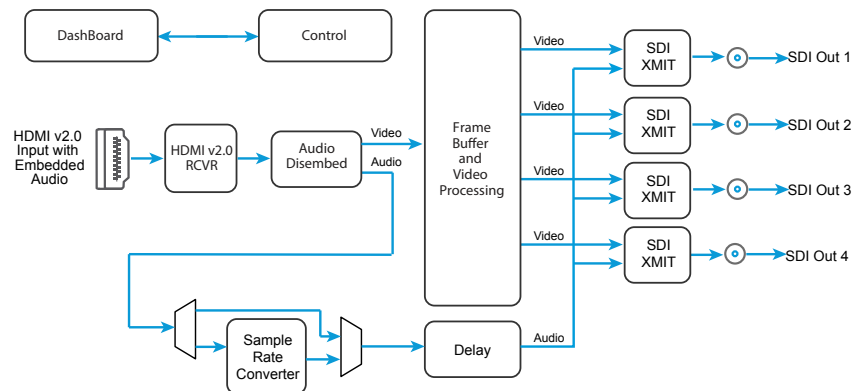 DashBoard
Control
HDMI v2.0
Input with
Embedded
Audio
HDMI v2.0
RCVR
Audio
Disembed
Video
Audio
Frame
Buffer
and
Video
Processing
Video
SDI
XMIT
SDI Out 1
Video
SDI
XMIT
SDI Out 2
Video
SDI
XMIT
SDI Out 3
Video
SDI
XMIT
SDI Out 4
Sample
Rate
Converter
Delay
Audio